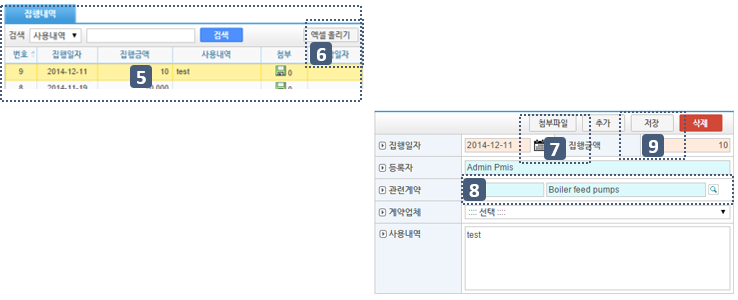 집행내역
검색 사용내역 검색 엑셀 올리기
번호 집행일자 집행금액 사용내역 첨부 일자
6
9 2014-12-11 10 test 0
5
8 2014-11-19 0,000 0
첨부파일 추가 저장 삭제
집행일자 2014-12-11 집행금액 10
7 9
등록자 Admin Pmis
관련계약 Boiler feed pumps
8
계약업체 :::: 선택 ::::
사용내역 test